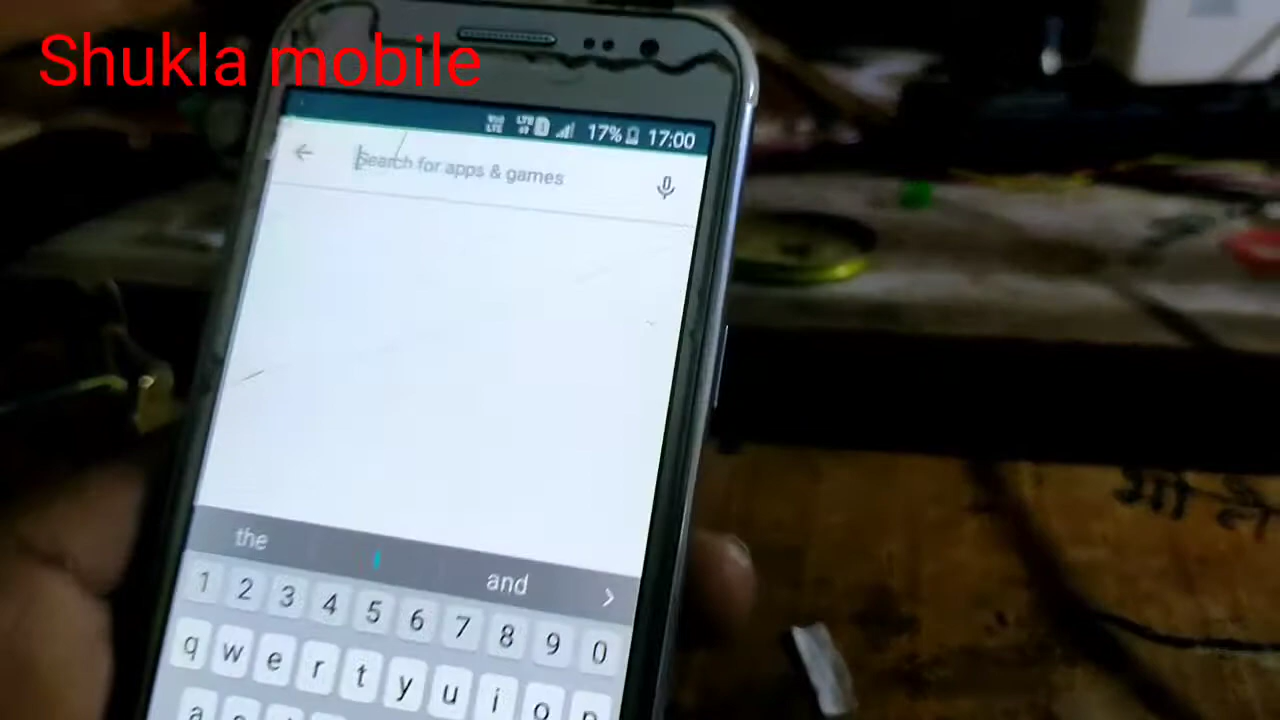 Shukla mobile
LTE 17% 17:00
Search for apps & games
the I and
1 2 3 4 5 6 7 8 9 0
q w e r t y u i o p